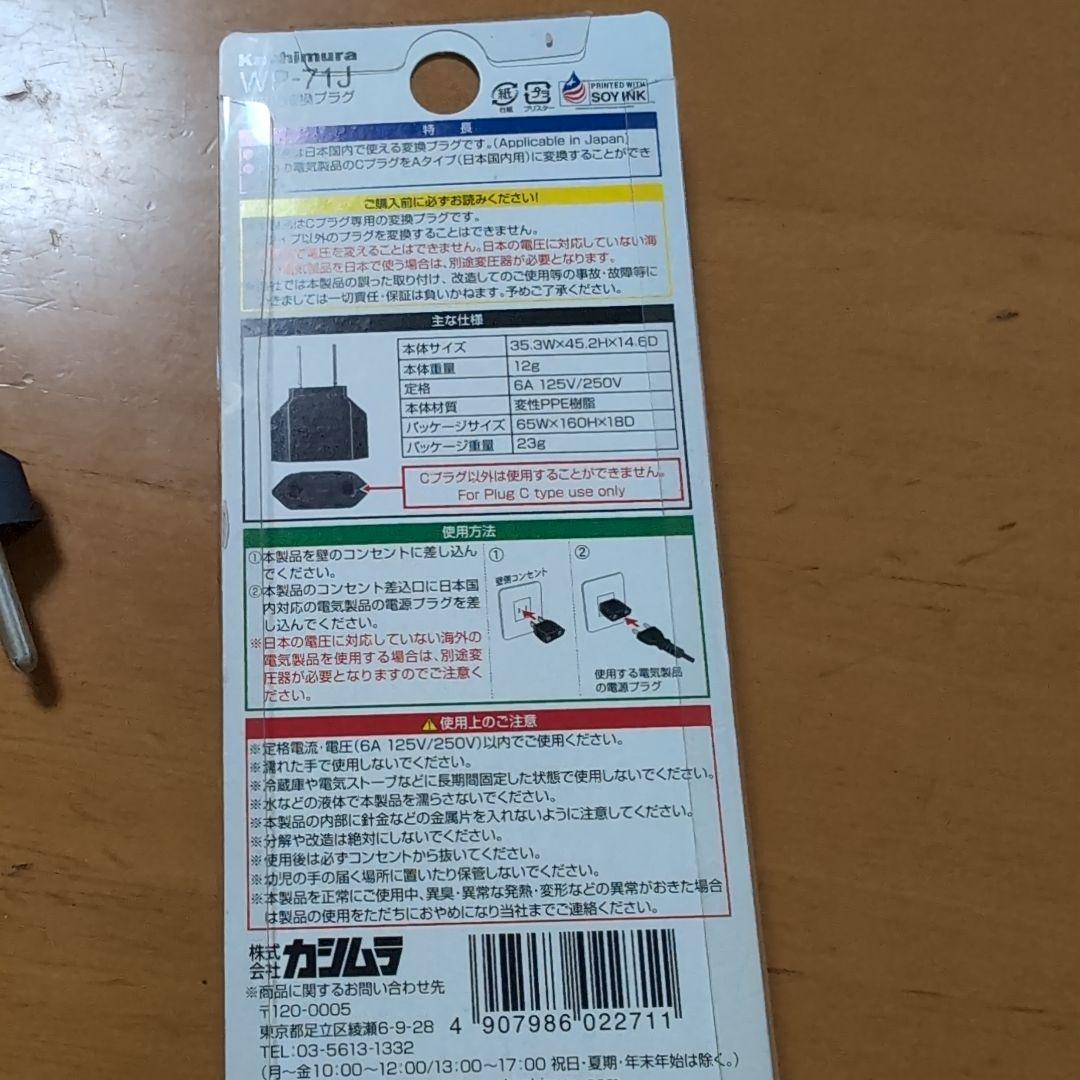 Kashimura
WP-71J
変換プラグ
紙
台紙
プラ
ブリスター
PRINTED WITH
SOY INK
特 長
は日本国内で使える変換プラグです。(Applicable in Japan)
の電気製品のCプラグをAタイプ(日本国内用)に変換することができ
ご購入前に必ずお読みください!
はCプラグ専用の変換プラグです。
イプ以外のプラグを変換することはできません。
で電圧を変えることはできません。日本の電圧に対応していない海
電気製品を日本で使う場合は、別途変圧器が必要となります。
社では本製品の誤った取り付け、改造してのご使用等の事故・故障等に
きましては一切責任・保証は負いかねます。予めご了承ください。
主な仕様
本体サイズ 35.3W×45.2H×14.6D
本体重量 12g
定格 6A 125V/250V
本体材質 変性PPE樹脂
パッケージサイズ 65W×160H×18D
パッケージ重量 23g
Cプラグ以外は使用することができません。
For Plug C type use only
使用方法
①本製品を壁のコンセントに差し込ん
でください。
②本製品のコンセント差込口に日本国
内対応の電気製品の電源プラグを差
し込んでください。
※日本の電圧に対応していない海外の
電気製品を使用する場合は、別途変
圧器が必要となりますのでご注意く
ださい。
①
壁側コンセント
②
使用する電気製品
の電源プラグ
使用上のご注意
※定格電流・電圧(6A 125V/250V)以内でご使用ください。
※濡れた手で使用しないでください。
※冷蔵庫や電気ストーブなどに長期間固定した状態で使用しないでください。
※水などの液体で本製品を濡らさないでください。
※本製品の内部に針金などの金属片を入れないように注意してください。
※分解や改造は絶対にしないでください。
※使用後は必ずコンセントから抜いてください。
※幼児の手の届く場所に置いたり保管しないでください。
※本製品を正常にご使用中、異臭・異常な発熱・変形などの異常がおきた場合
は製品の使用をただちにおやめになり当社までご連絡ください。
株式会社カシムラ
※商品に関するお問い合わせ先
〒120-0005
東京都足立区綾瀬6-9-28
TEL:03-5613-1332
(月～金10:00～12:00/13:00～17:00 祝日・夏期・年末年始は除く。)
4 907986 022711